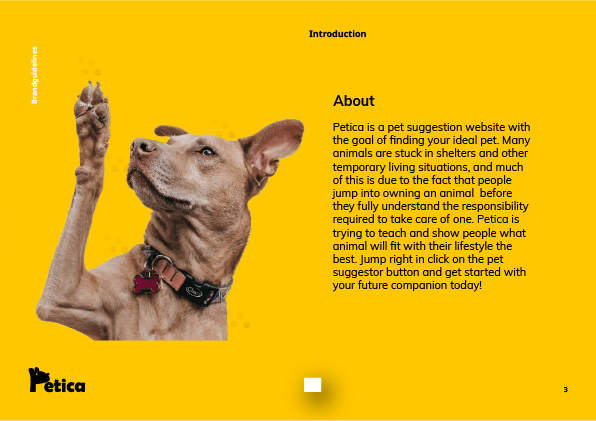 Introduction
Brandguidelines
About
Petica is a pet suggestion website with
the goal of finding your ideal pet. Many
animals are stuck in shelters and other
temporary living situations, and much
of this is due to the fact that people
jump into owning an animal  before
they fully understand the responsibility
required to take care of one. Petica is
trying to teach and show people what
animal will fit with their lifestyle the
best. Jump right in click on the pet
suggestor button and get started with
your future companion today!
Petica
3